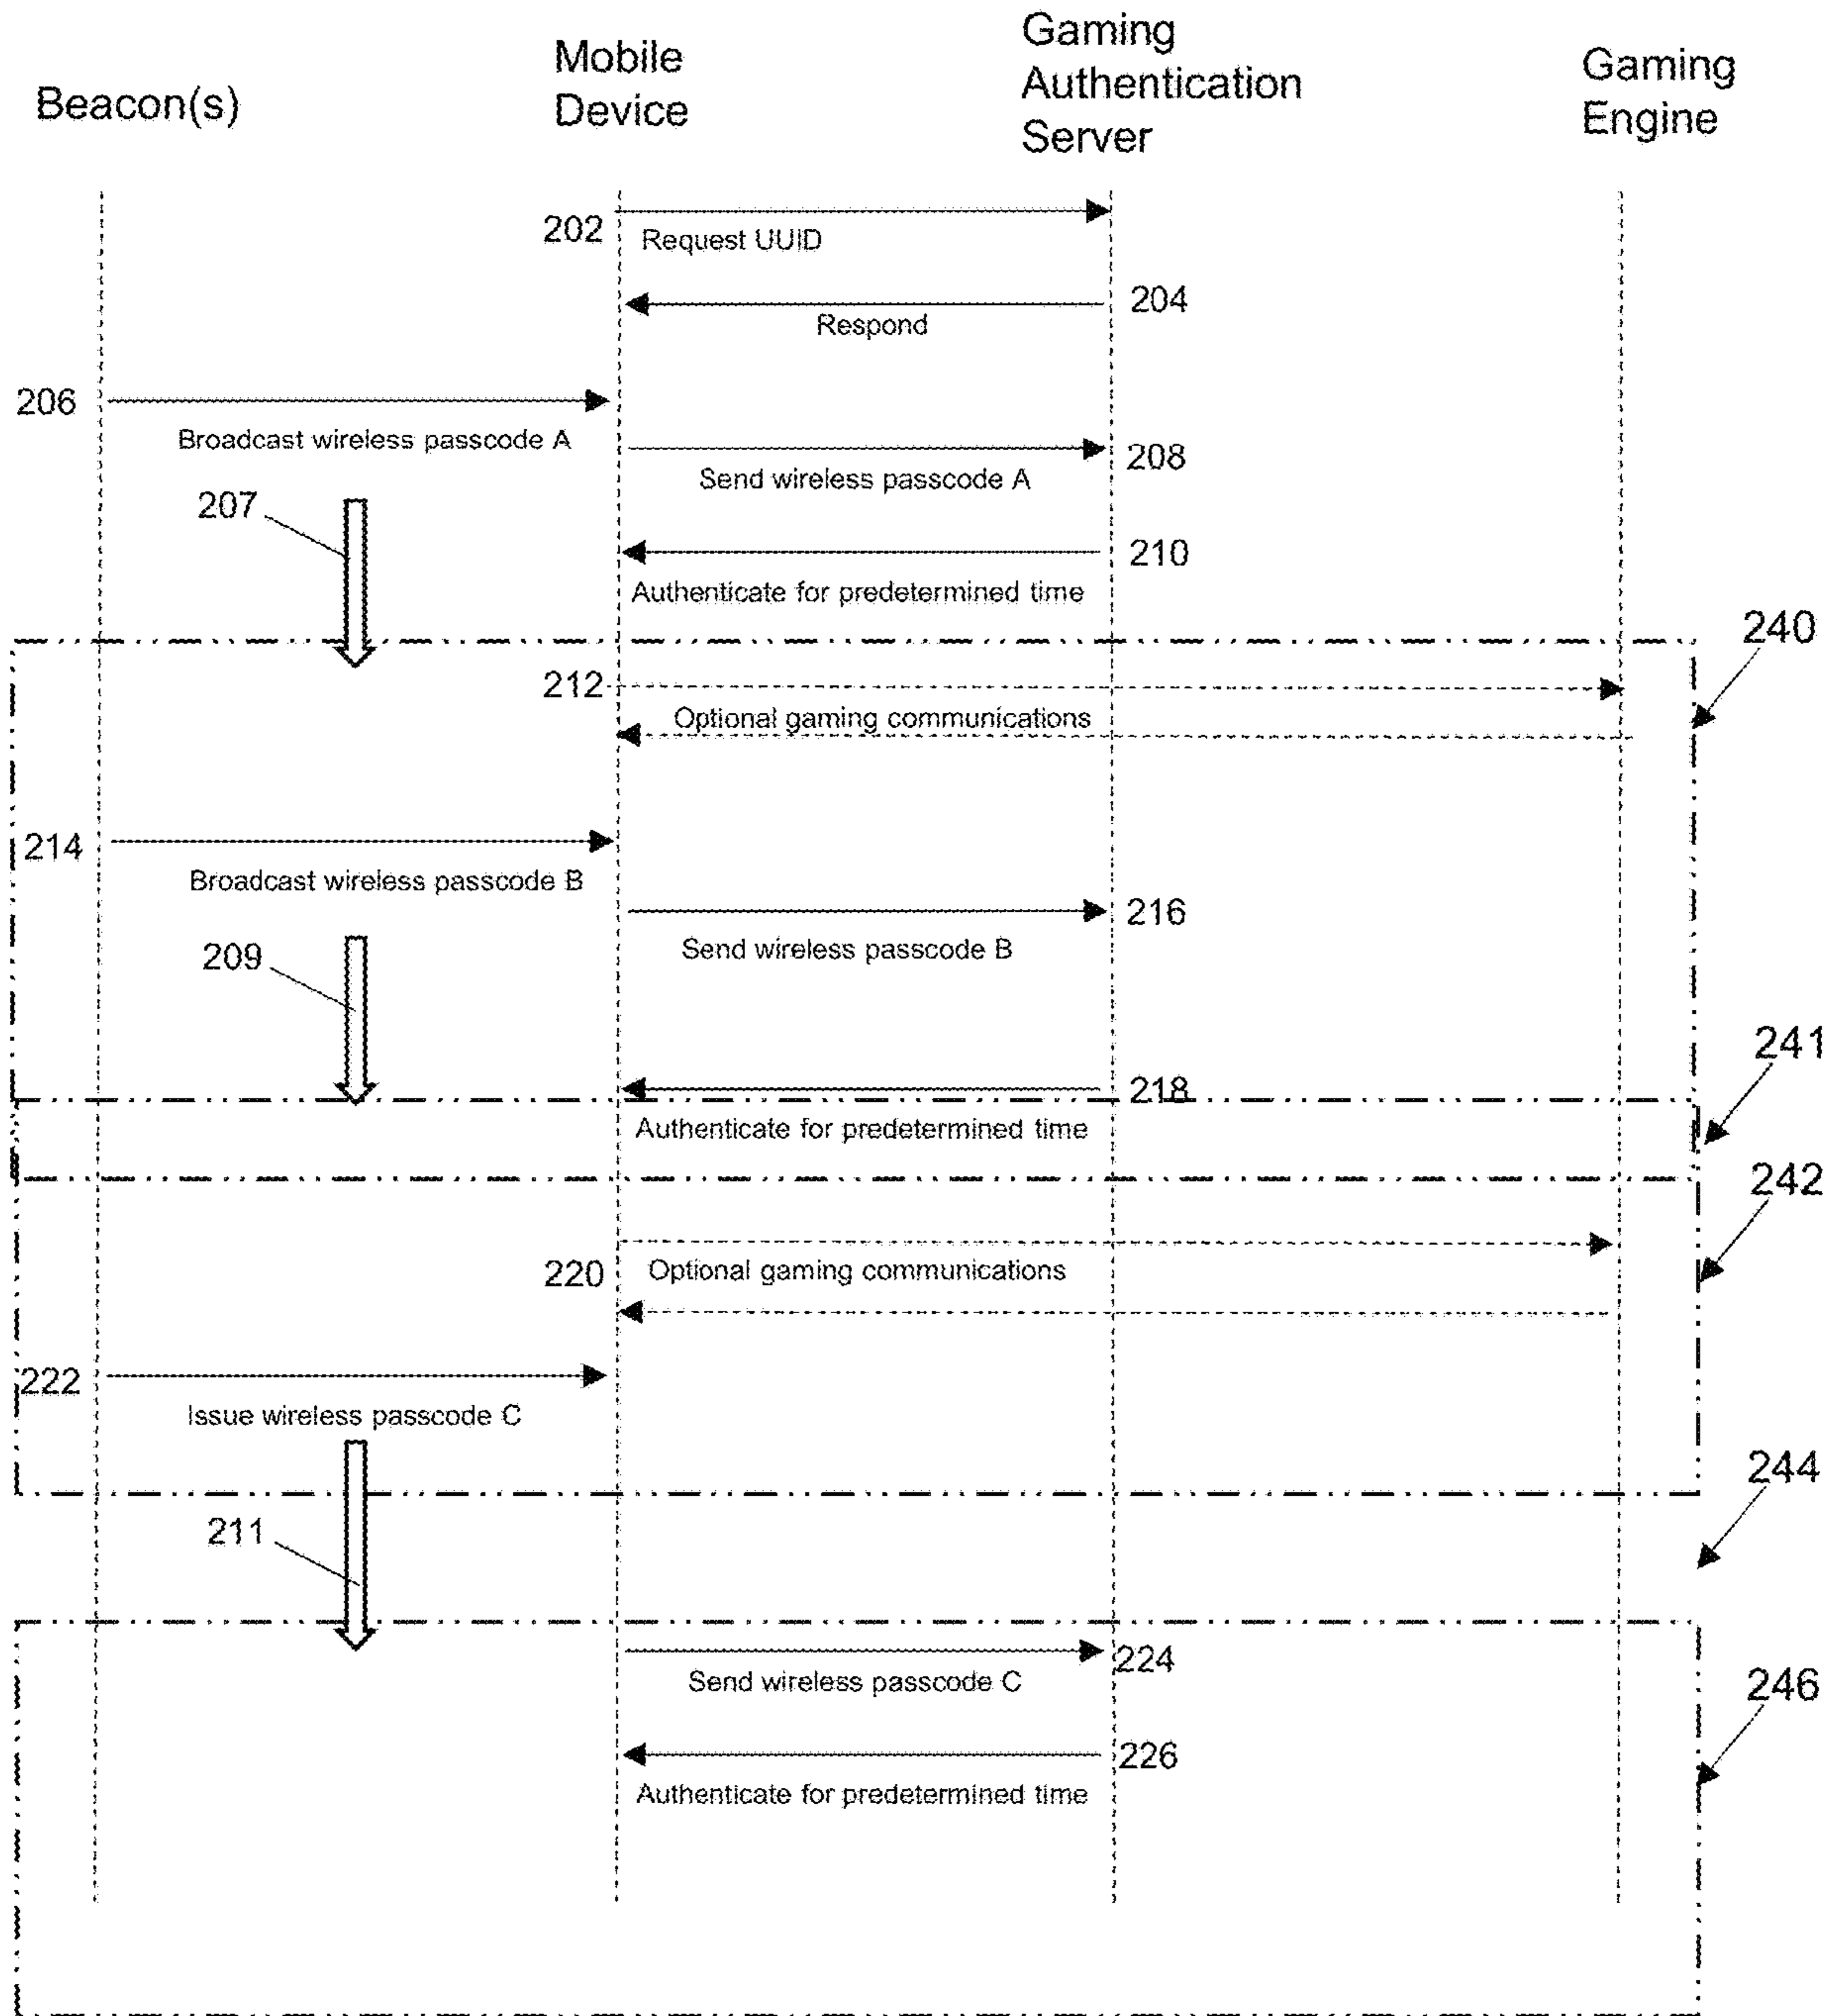 Beacon(s)
Mobile
Device
Gaming
Authentication
Server
Gaming
Engine
202
Request UUID
204
Respond
206
Broadcast wireless passcode A
208
Send wireless passcode A
207
210
Authenticate for predetermined time
240
212
Optional gaming communications
214
Broadcast wireless passcode B
216
Send wireless passcode B
209
241
218
Authenticate for predetermined time
242
220
Optional gaming communications
222
Issue wireless passcode C
244
211
224
Send wireless passcode C
246
226
Authenticate for predetermined time